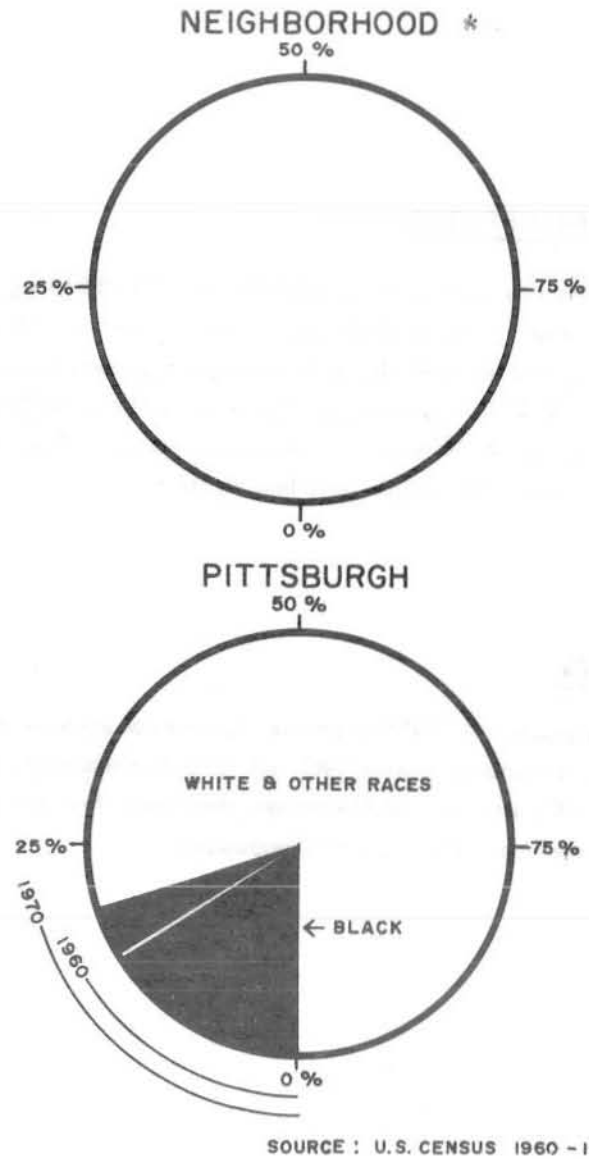 NEIGHBORHOOD *
50 %
25 %
75 %
0 %
PITTSBURGH
50 %
WHITE & OTHER RACES
25 %
75 %
BLACK
1970
1960
0 %
SOURCE : U.S. CENSUS 1960 - 1